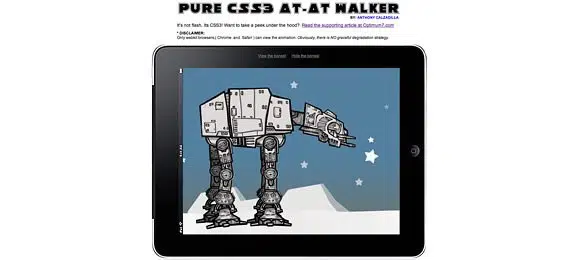 PURE CSS3 AT-AT WALKER
BY: ANTHONY CALZADILLA
It's not flash. Its CSS3! Want to take a peek under the hood? Read the supporting article at Optimum7.com
* DISCLAIMER:
Only webkit browsers ( Chrome and Safari ) can view the animation. Obviously, there is NO graceful degradation strategy.
View the bones! Hide the bones!